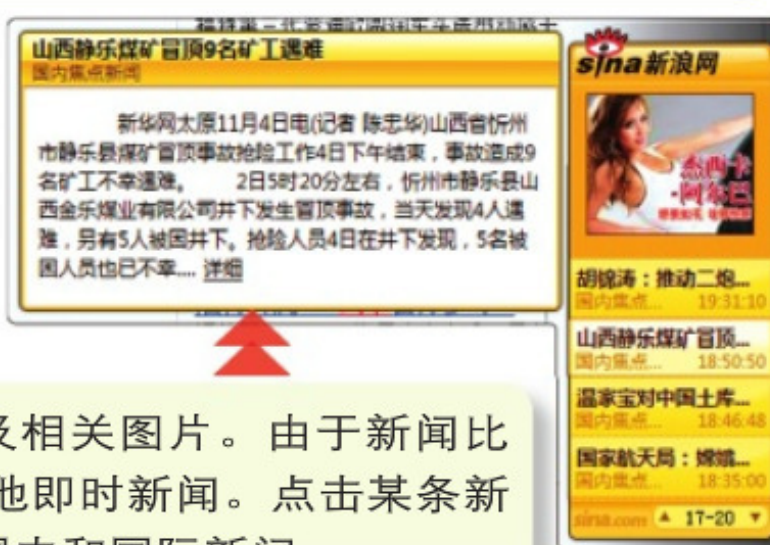 山西静乐煤矿冒顶9名矿工遇难
国内焦点新闻
新华网太原11月4日电(记者 陈忠华)山西省忻州
市静乐县煤矿冒顶事故抢险工作4日下午结束，事故造成9
名矿工不幸遇难。 2日5时20分左右，忻州市静乐县山
西金乐煤业有限公司井下发生冒顶事故，当天发现4人遇
难，另有5人被困井下。抢险人员4日在井下发现，5名被
困人员也已不幸.... 详细
sina新浪网
杰西卡
·阿尔巴
胡锦涛：推动二炮...
国内焦点... 19:31:10
山西静乐煤矿冒顶...
国内焦点... 18:50:50
温家宝对中国土库...
国内焦点... 18:46:48
国家航天局：嫦娥...
国内焦点... 18:35:00
sina.com ▲ 17-20 ▼
及相关图片。由于新闻比
他即时新闻。点击某条新